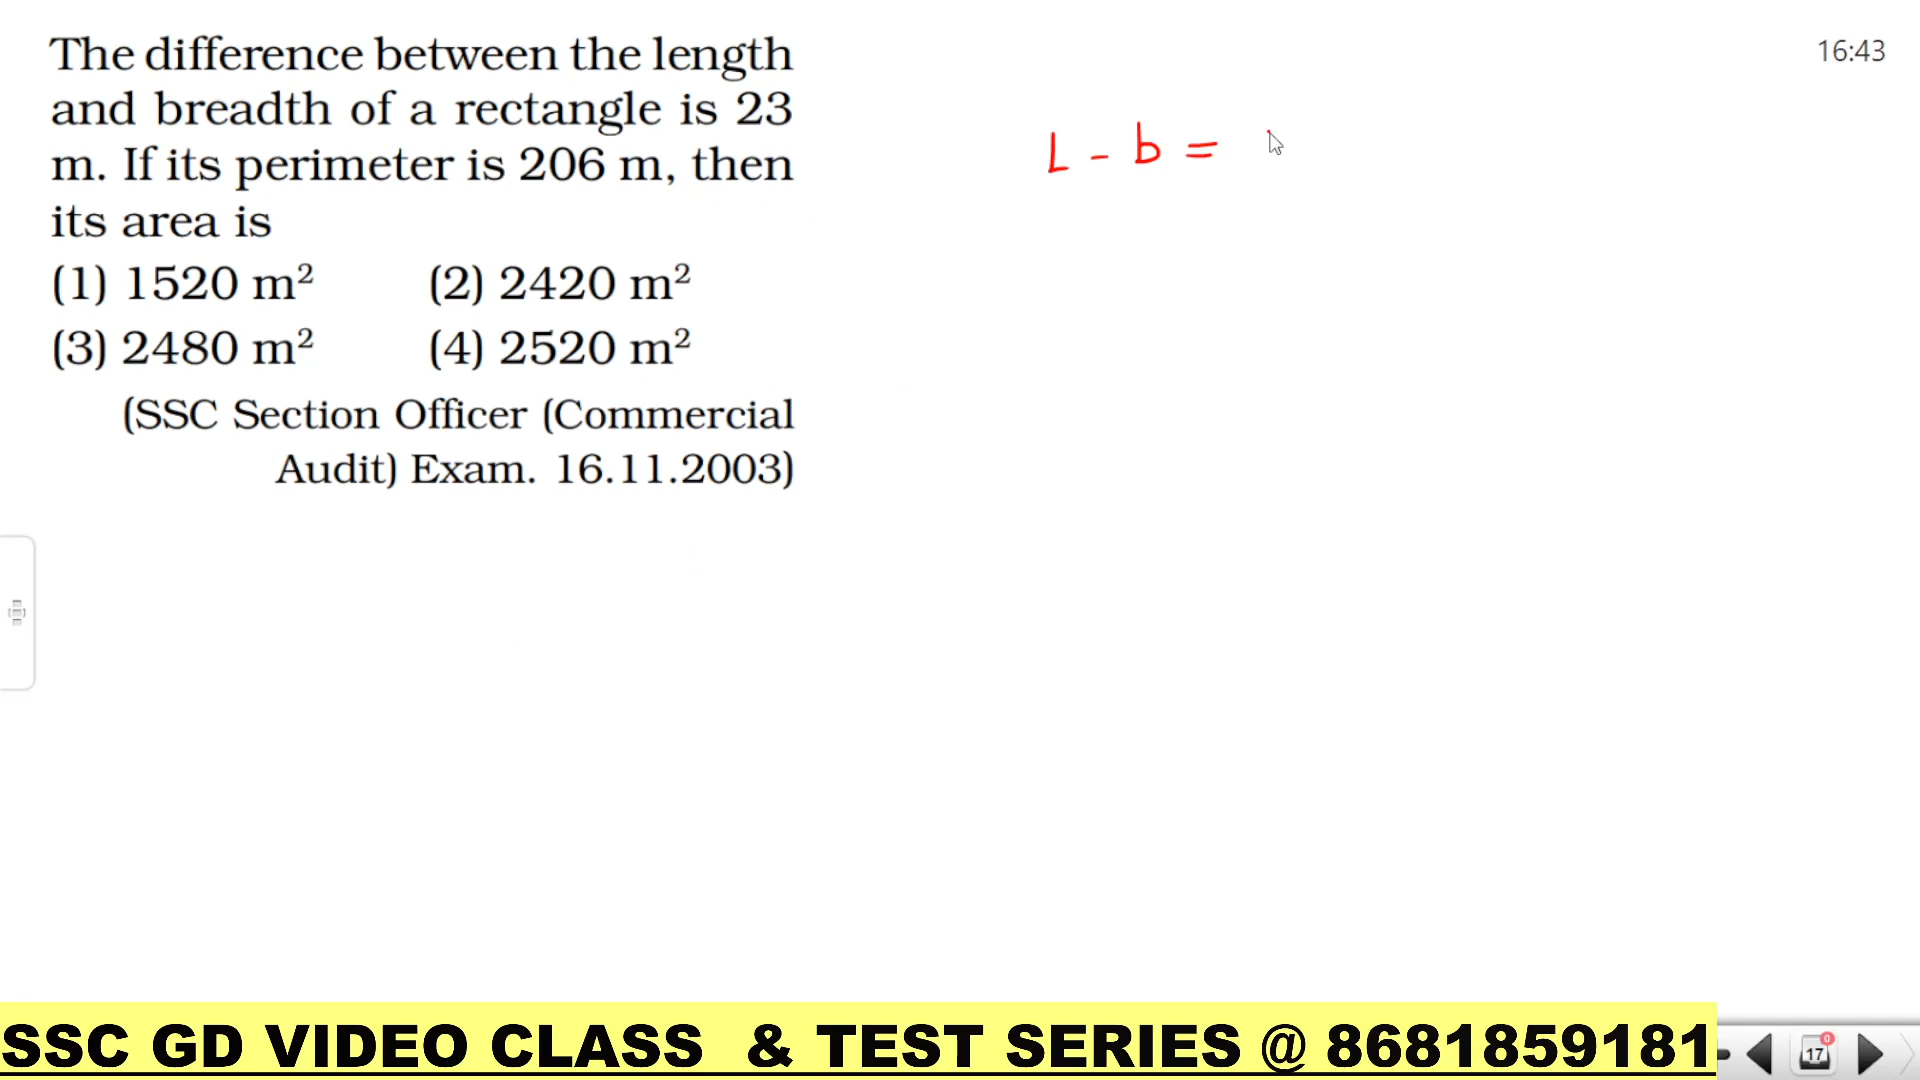 The difference between the length
and breadth of a rectangle is 23
m. If its perimeter is 206 m, then
its area is
(1) 1520 m² (2) 2420 m²
(3) 2480 m² (4) 2520 m²
(SSC Section Officer (Commercial
Audit) Exam. 16.11.2003)
16:43
L - b =
SSC GD VIDEO CLASS & TEST SERIES @ 8681859181
17
0